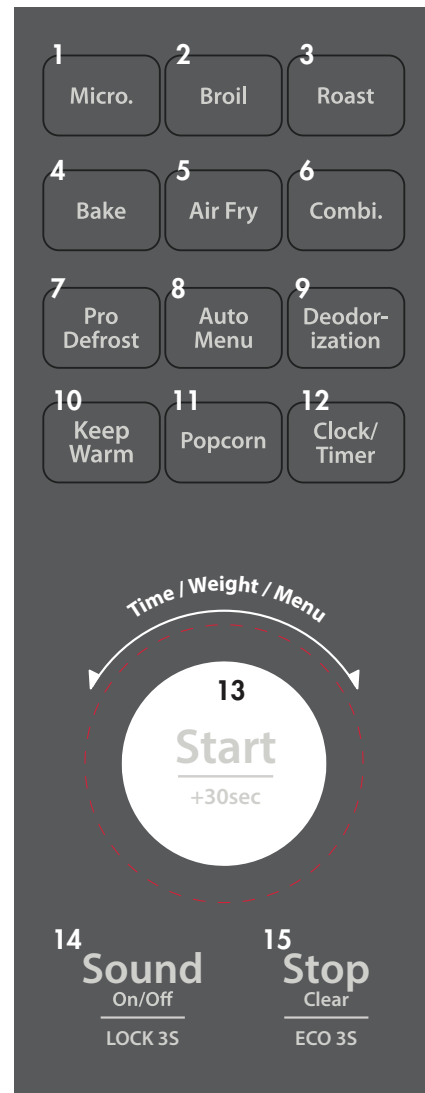 1 2 3
Micro. Broil Roast
4 5 6
Bake Air Fry Combi.
7 8 9
Pro Auto Deodor-
Defrost Menu ization
10 11 12
Keep Popcorn Clock/
Warm Timer
Time / Weight / Menu
13
Start
+30sec
14 15
Sound Stop
On/Off Clear
LOCK 3S ECO 3S